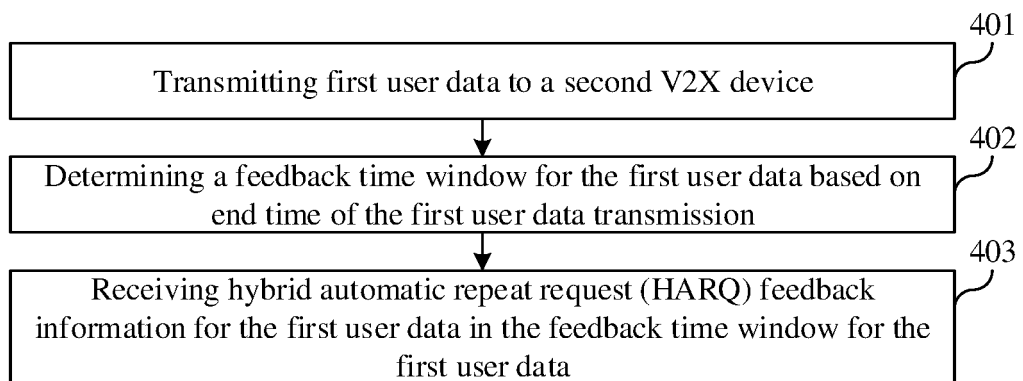 401
Transmitting first user data to a second V2X device
402
Determining a feedback time window for the first user data based on
end time of the first user data transmission
403
Receiving hybrid automatic repeat request (HARQ) feedback
information for the first user data in the feedback time window for the
first user data